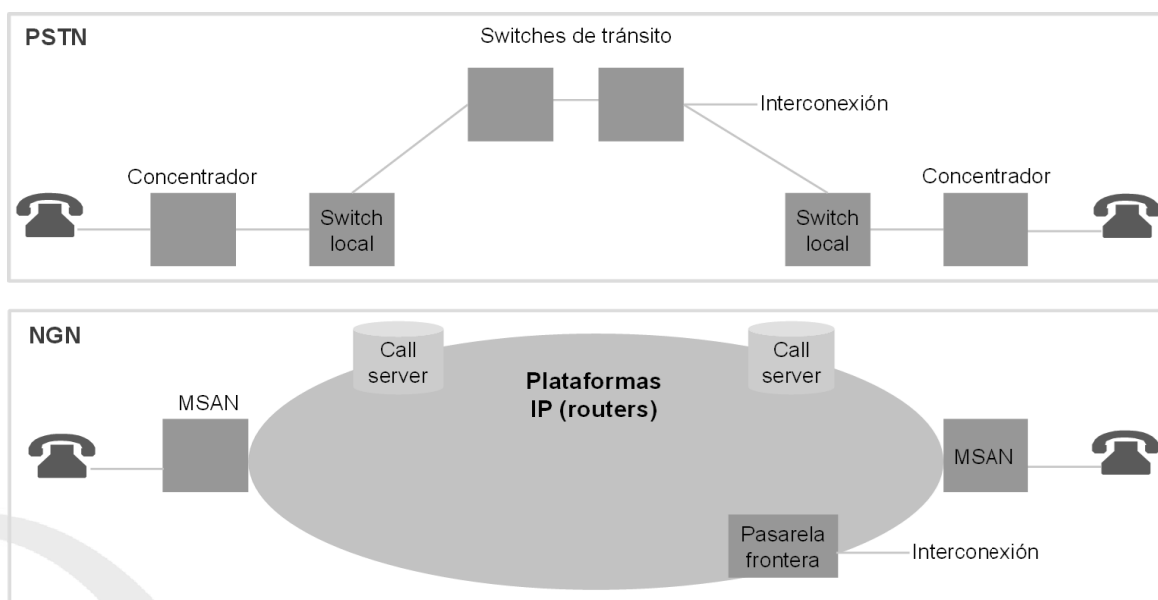 PSTN
Switches de tránsito
Interconexión
Concentrador
Concentrador
Switch
local
Switch
local
NGN
Call
server
Call
server
Plataformas
IP (routers)
MSAN
MSAN
Pasarela
frontera
Interconexión